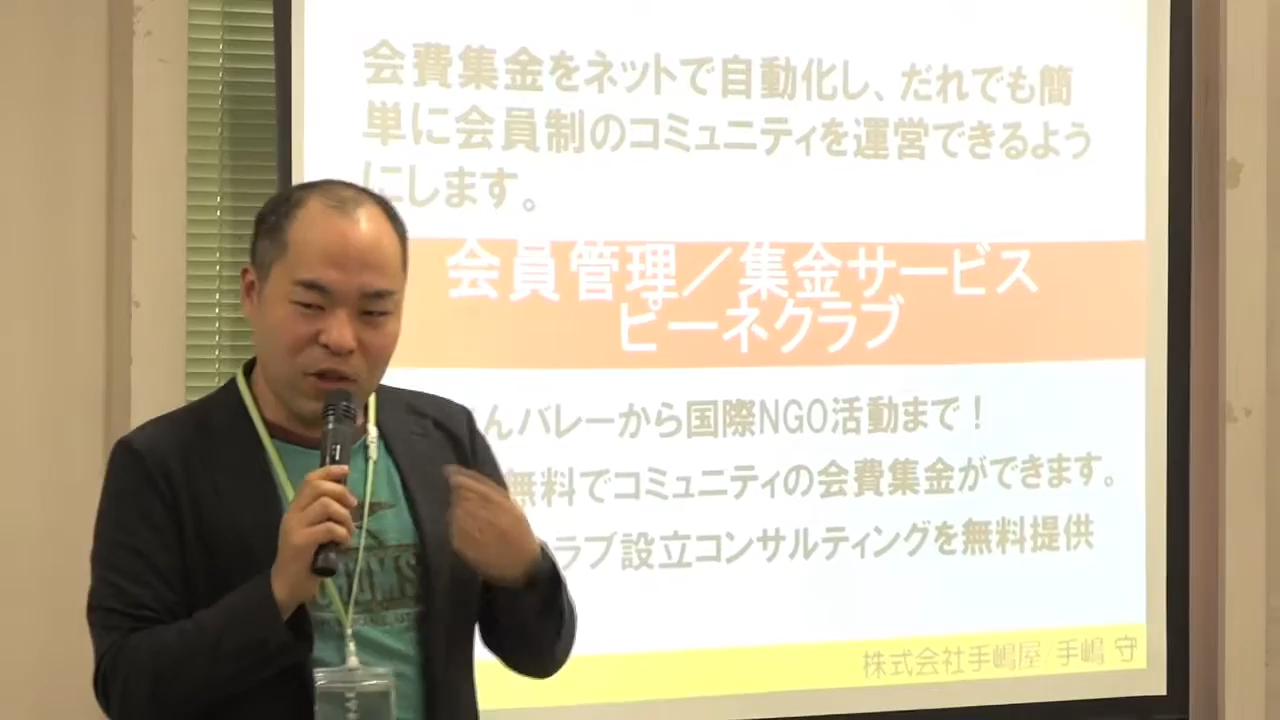 会費集金をネットで自動化し、だれでも簡
単に会員制のコミュニティを運営できるよう
にします。
会員管理／集金サービス
ピーネクラブ
さんバレーから国際NGO活動まで！
無料でコミュニティの会費集金ができます。
ラブ設立コンサルティングを無料提供
株式会社手嶋屋/手嶋 守